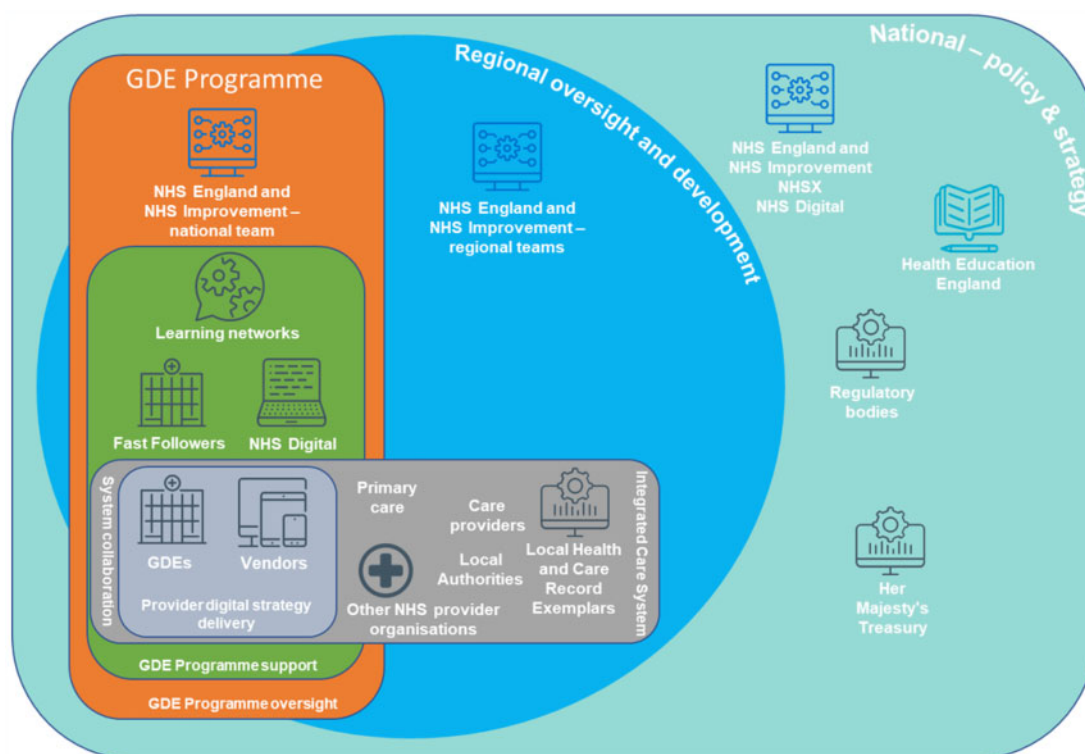 GDE Programme
NHS England and
NHS Improvement –
national team
Learning networks
Fast Followers
NHS Digital
System collaboration
GDEs
Vendors
Provider digital strategy
delivery
GDE Programme support
GDE Programme oversight
Primary
care
Care
providers
Local
Authorities
Other NHS provider
organisations
Local Health
and Care
Record
Exemplars
Integrated Care System
Regional oversight and development
NHS England and
NHS Improvement –
regional teams
National – policy & strategy
NHS England and
NHS Improvement
NHSX
NHS Digital
Health Education
England
Regulatory
bodies
Her
Majesty's
Treasury